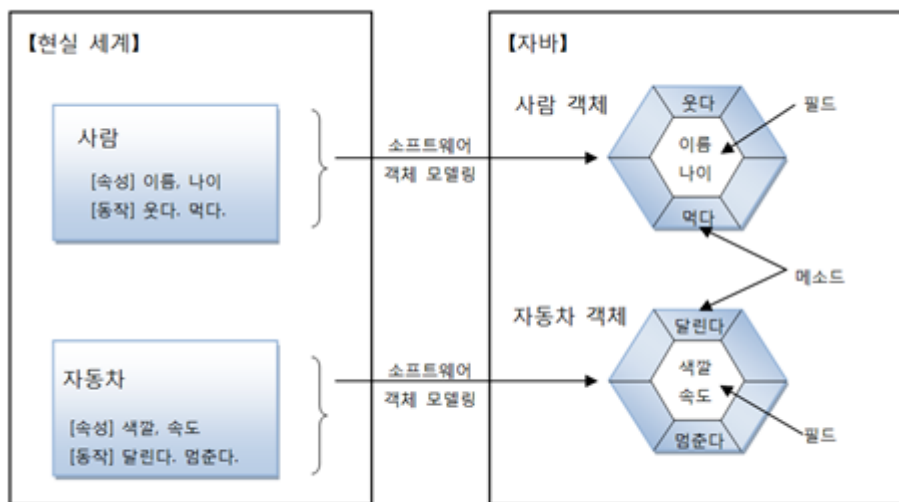 【현실 세계】
사람
[속성] 이름, 나이
[동작] 웃다. 먹다.
자동차
[속성] 색깔, 속도
[동작] 달린다. 멈춘다.
소프트웨어
객체 모델링
소프트웨어
객체 모델링
【자바】
사람 객체
웃다
이름
나이
먹다
필드
메소드
자동차 객체
달린다
색깔
속도
멈춘다
필드